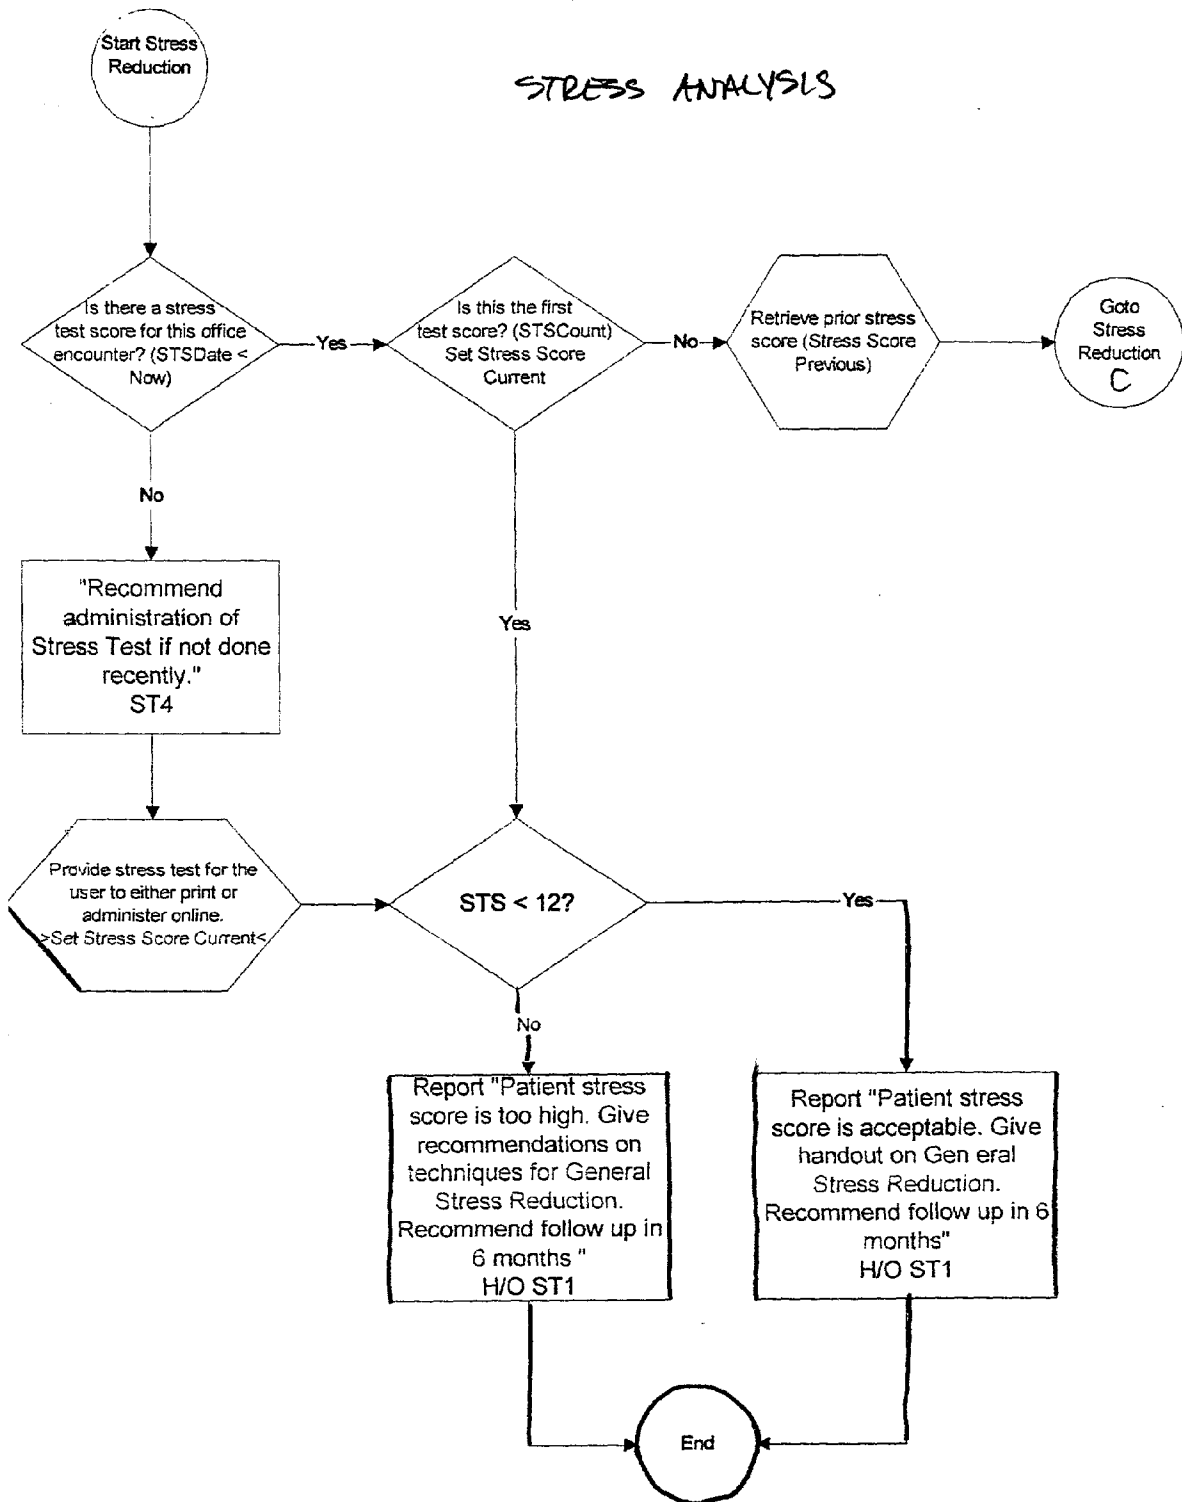 Start Stress
Reduction
STRESS ANALYSIS
Is there a stress
test score for this office
encounter? (STSDate <
Now)
Yes
Is this the first
test score? (STSCount)
Set Stress Score
Current
No
Retrieve prior stress
score (Stress Score
Previous)
Goto
Stress
Reduction
C
No
"Recommend
administration of
Stress Test if not done
recently."
ST4
Yes
Provide stress test for the
user to either print or
administer online.
>Set Stress Score Current<
STS < 12?
Yes
No
Report "Patient stress
score is too high. Give
recommendations on
techniques for General
Stress Reduction.
Recommend follow up in
6 months "
H/O ST1
Report "Patient stress
score is acceptable. Give
handout on Gen eral
Stress Reduction.
Recommend follow up in 6
months"
H/O ST1
End